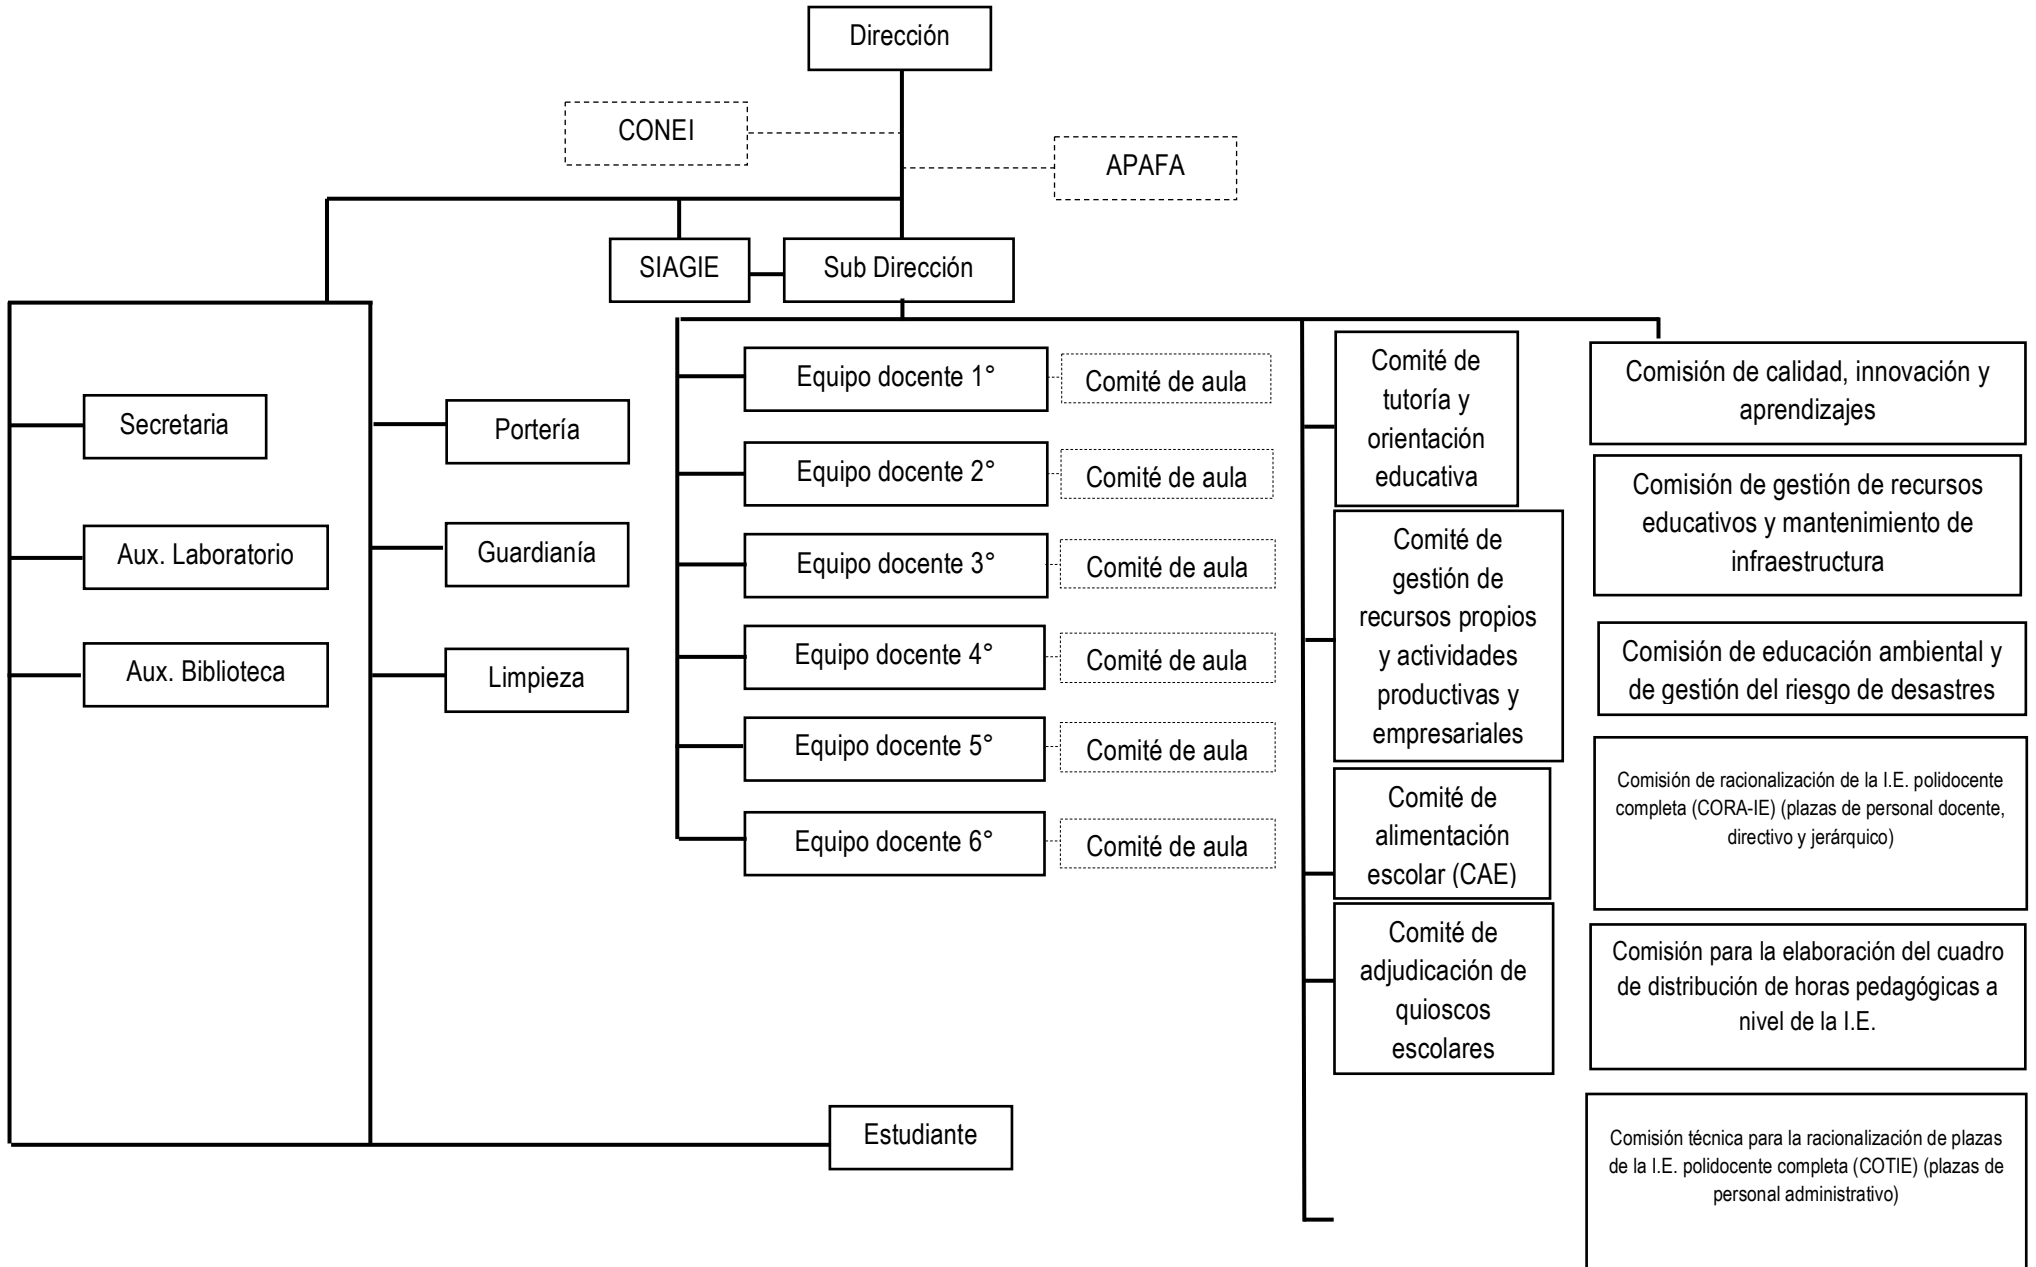 Dirección
CONEI
APAFA
SIAGIE
Sub Dirección
Secretaria
Aux. Laboratorio
Aux. Biblioteca
Portería
Guardianía
Limpieza
Equipo docente 1°
Comité de aula
Equipo docente 2°
Comité de aula
Equipo docente 3°
Comité de aula
Equipo docente 4°
Comité de aula
Equipo docente 5°
Comité de aula
Equipo docente 6°
Comité de aula
Estudiante
Comité de
tutoría y
orientación
educativa
Comité de
gestión de
recursos propios
y actividades
productivas y
empresariales
Comité de
alimentación
escolar (CAE)
Comité de
adjudicación de
quioscos
escolares
Comisión de calidad, innovación y
aprendizajes
Comisión de gestión de recursos
educativos y mantenimiento de
infraestructura
Comisión de educación ambiental y
de gestión del riesgo de desastres
Comisión de racionalización de la I.E. polidocente
completa (CORA-IE) (plazas de personal docente,
directivo y jerárquico)
Comisión para la elaboración del cuadro
de distribución de horas pedagógicas a
nivel de la I.E.
Comisión técnica para la racionalización de plazas
de la I.E. polidocente completa (COTIE) (plazas de
personal administrativo)